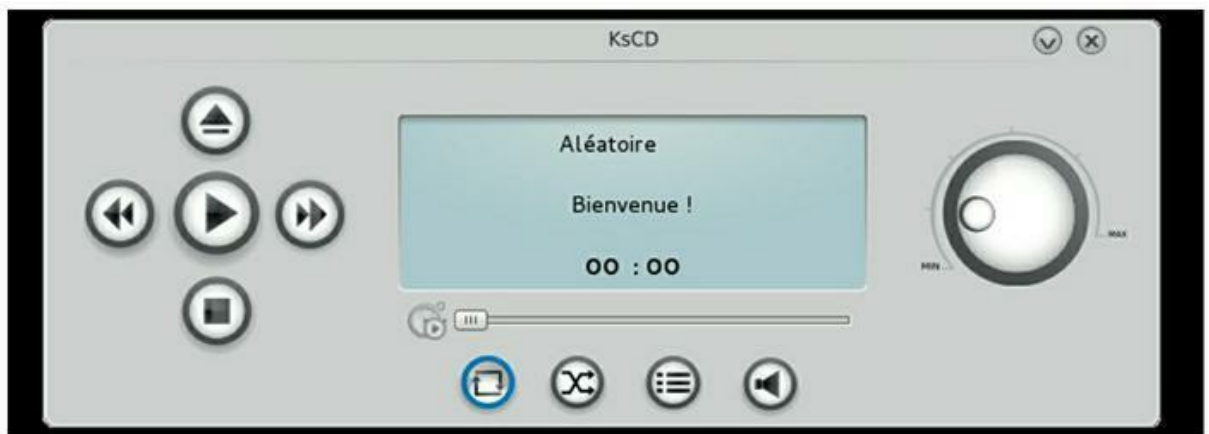 KsCD
Aléatoire
Bienvenue !
00 : 00
MIN
MAX